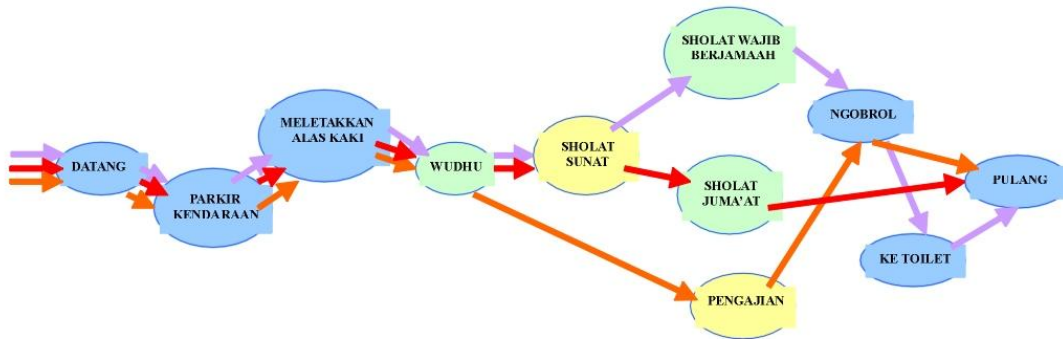 DATANG
PARKIR
KENDARAAN
MELETAKKAN
ALAS KAKI
WUDHU
SHOLAT
SUNAT
SHOLAT WAJIB
BERJAMAAH
SHOLAT
JUMA'AT
PENGAJIAN
NGOBROL
KE TOILET
PULANG